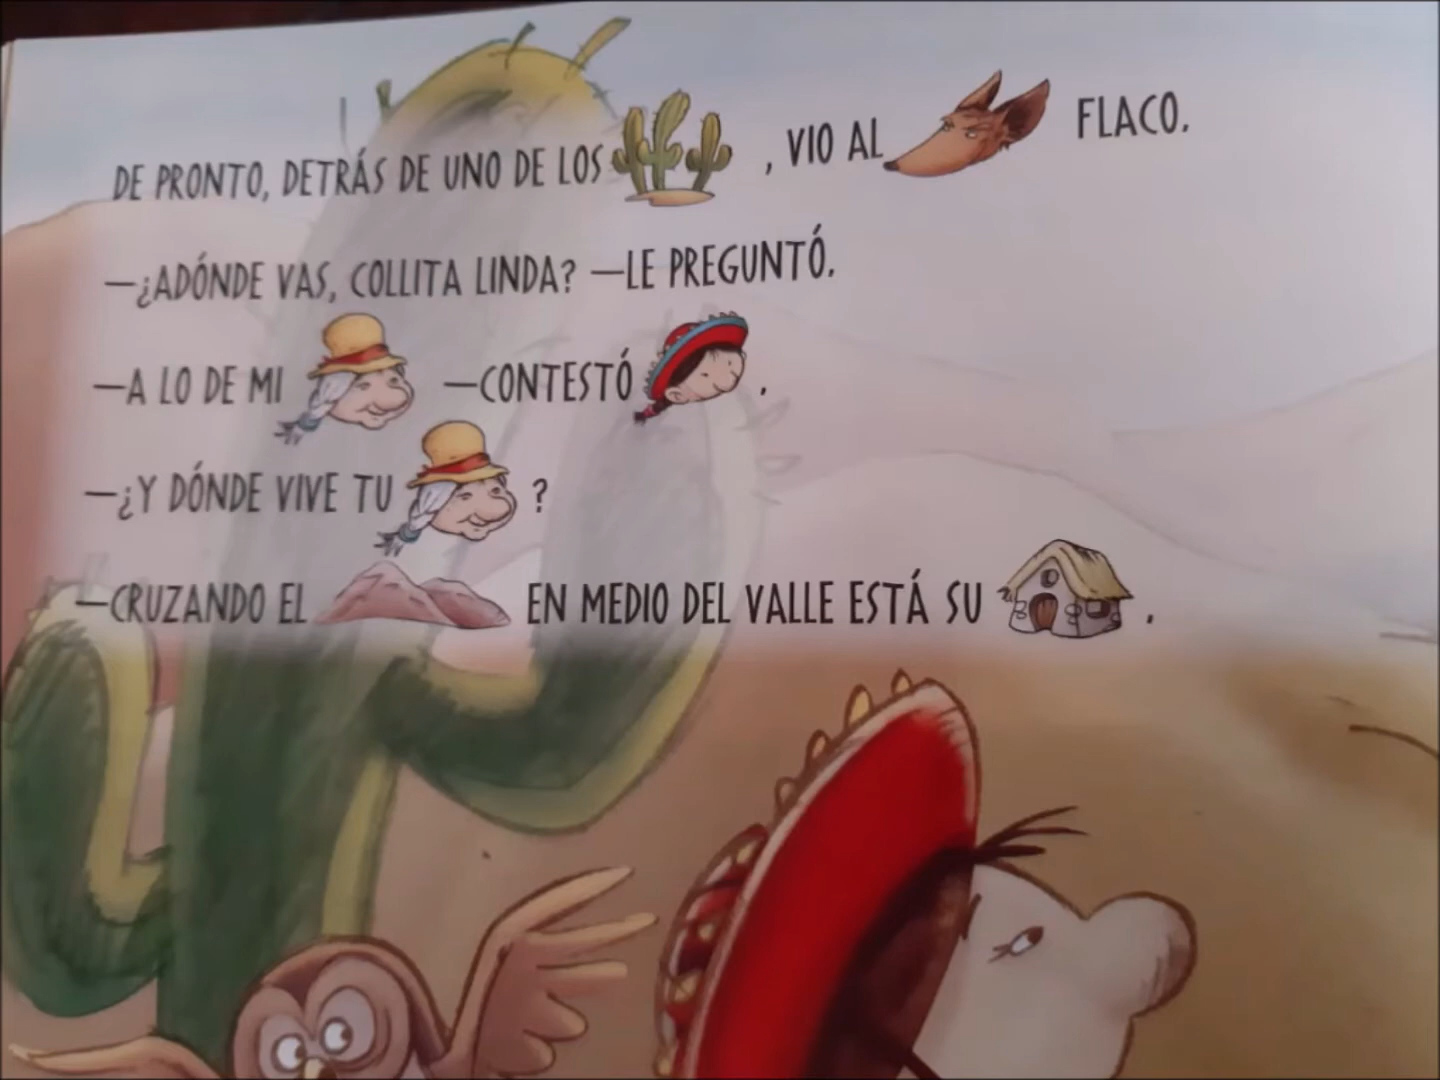 DE PRONTO, DETRÁS DE UNO DE LOS , VIO AL FLACO.
—¿ADÓNDE VAS, COLLITA LINDA? —LE PREGUNTÓ.
—A LO DE MI —CONTESTÓ .
—¿Y DÓNDE VIVE TU ?
—CRUZANDO EL EN MEDIO DEL VALLE ESTÁ SU .